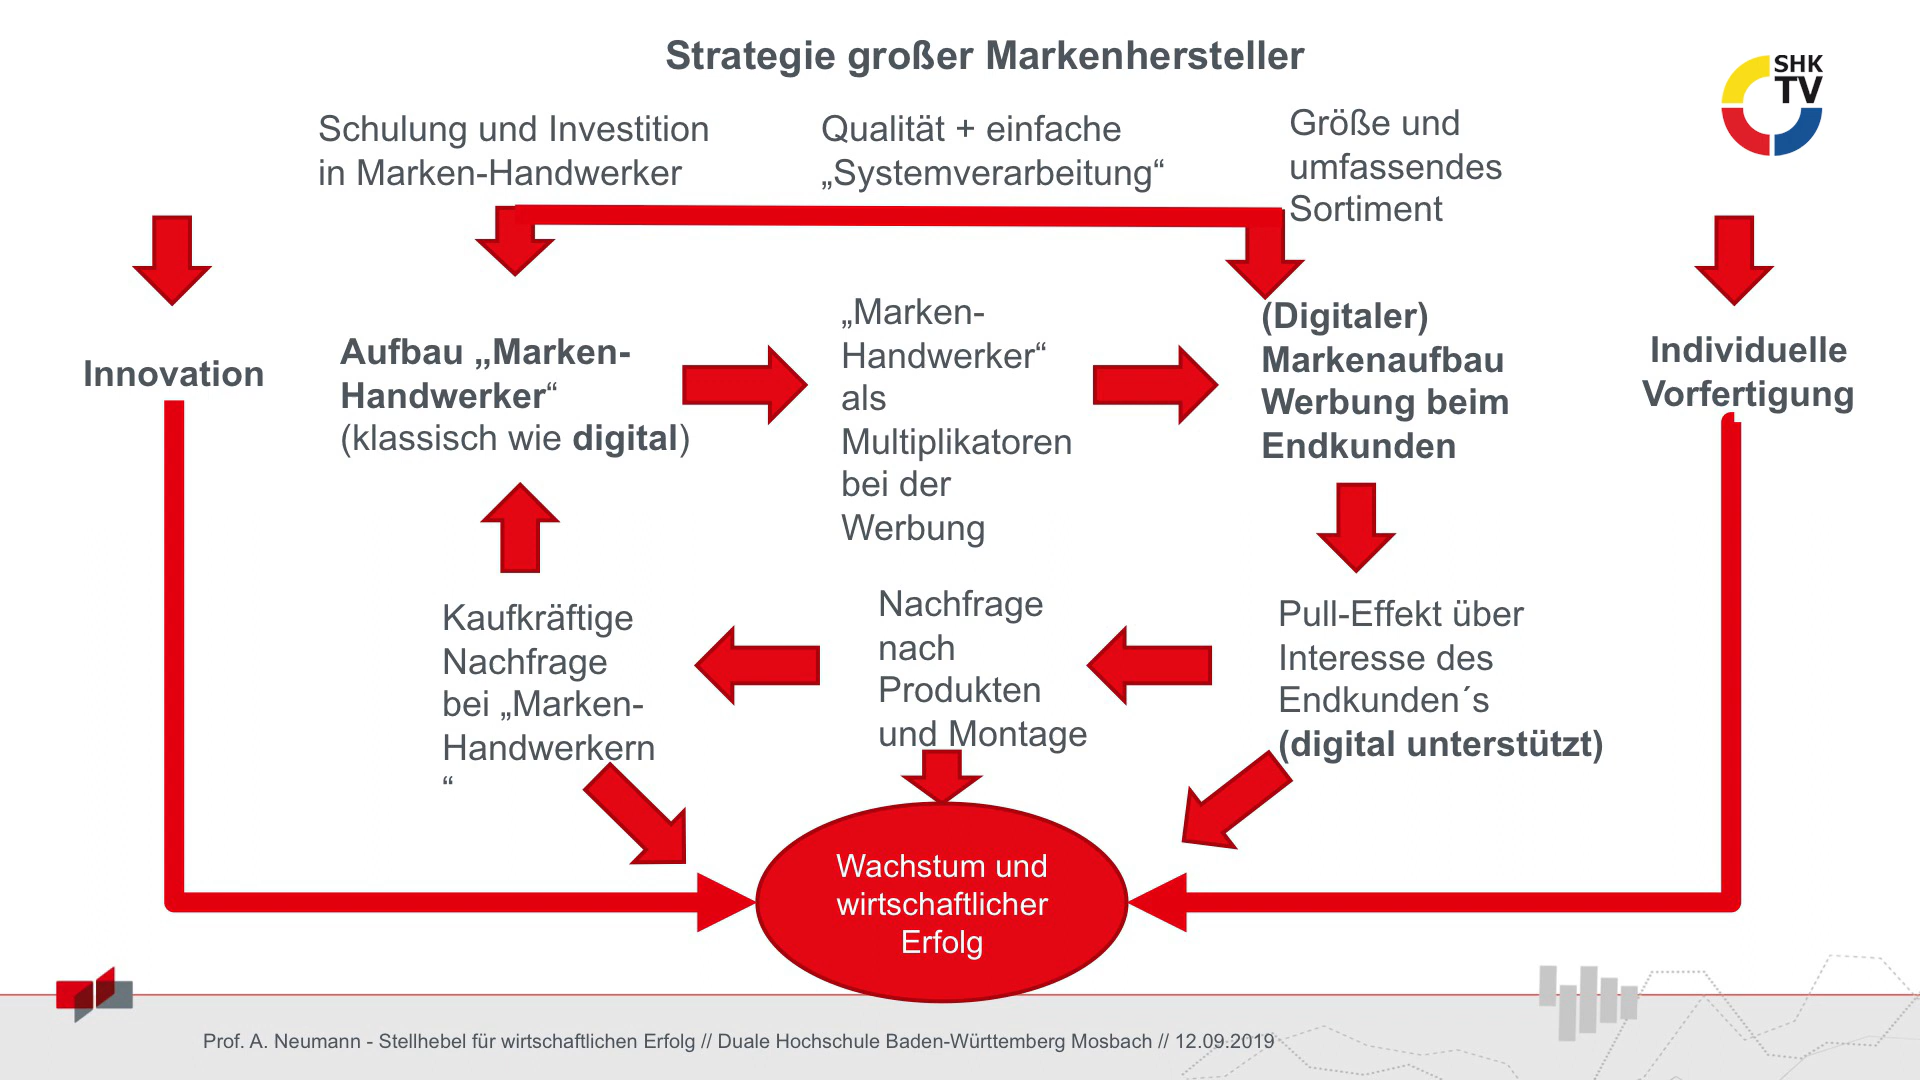 Strategie großer Markenhersteller
SHK
TV
Schulung und Investition
in Marken-Handwerker
Qualität + einfache
„Systemverarbeitung“
Größe und
umfassendes
Sortiment
Innovation
Aufbau „Marken-
Handwerker“
(klassisch wie digital)
„Marken-
Handwerker“
als
Multiplikatoren
bei der
Werbung
(Digitaler)
Markenaufbau
Werbung beim
Endkunden
Individuelle
Vorfertigung
Kaufkräftige
Nachfrage
bei „Marken-
Handwerkern
“
Nachfrage
nach
Produkten
und Montage
Pull-Effekt über
Interesse des
Endkunden´s
(digital unterstützt)
Wachstum und
wirtschaftlicher
Erfolg
Prof. A. Neumann - Stellhebel für wirtschaftlichen Erfolg // Duale Hochschule Baden-Württemberg Mosbach // 12.09.2019